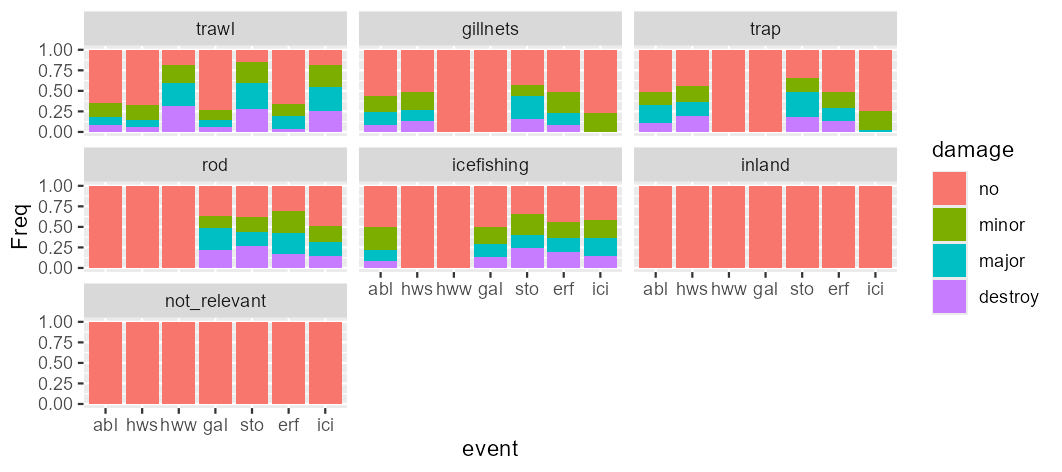 trawl gillnets trap
1.00
0.75
0.50
0.25
0.00
rod icefishing inland
1.00
0.75
0.50
0.25
0.00
abl hws hww gal sto erf ici abl hws hww gal sto erf ici
not_relevant
1.00
0.75
0.50
0.25
0.00
abl hws hww gal sto erf ici
Freq
event
damage
no
minor
major
destroy